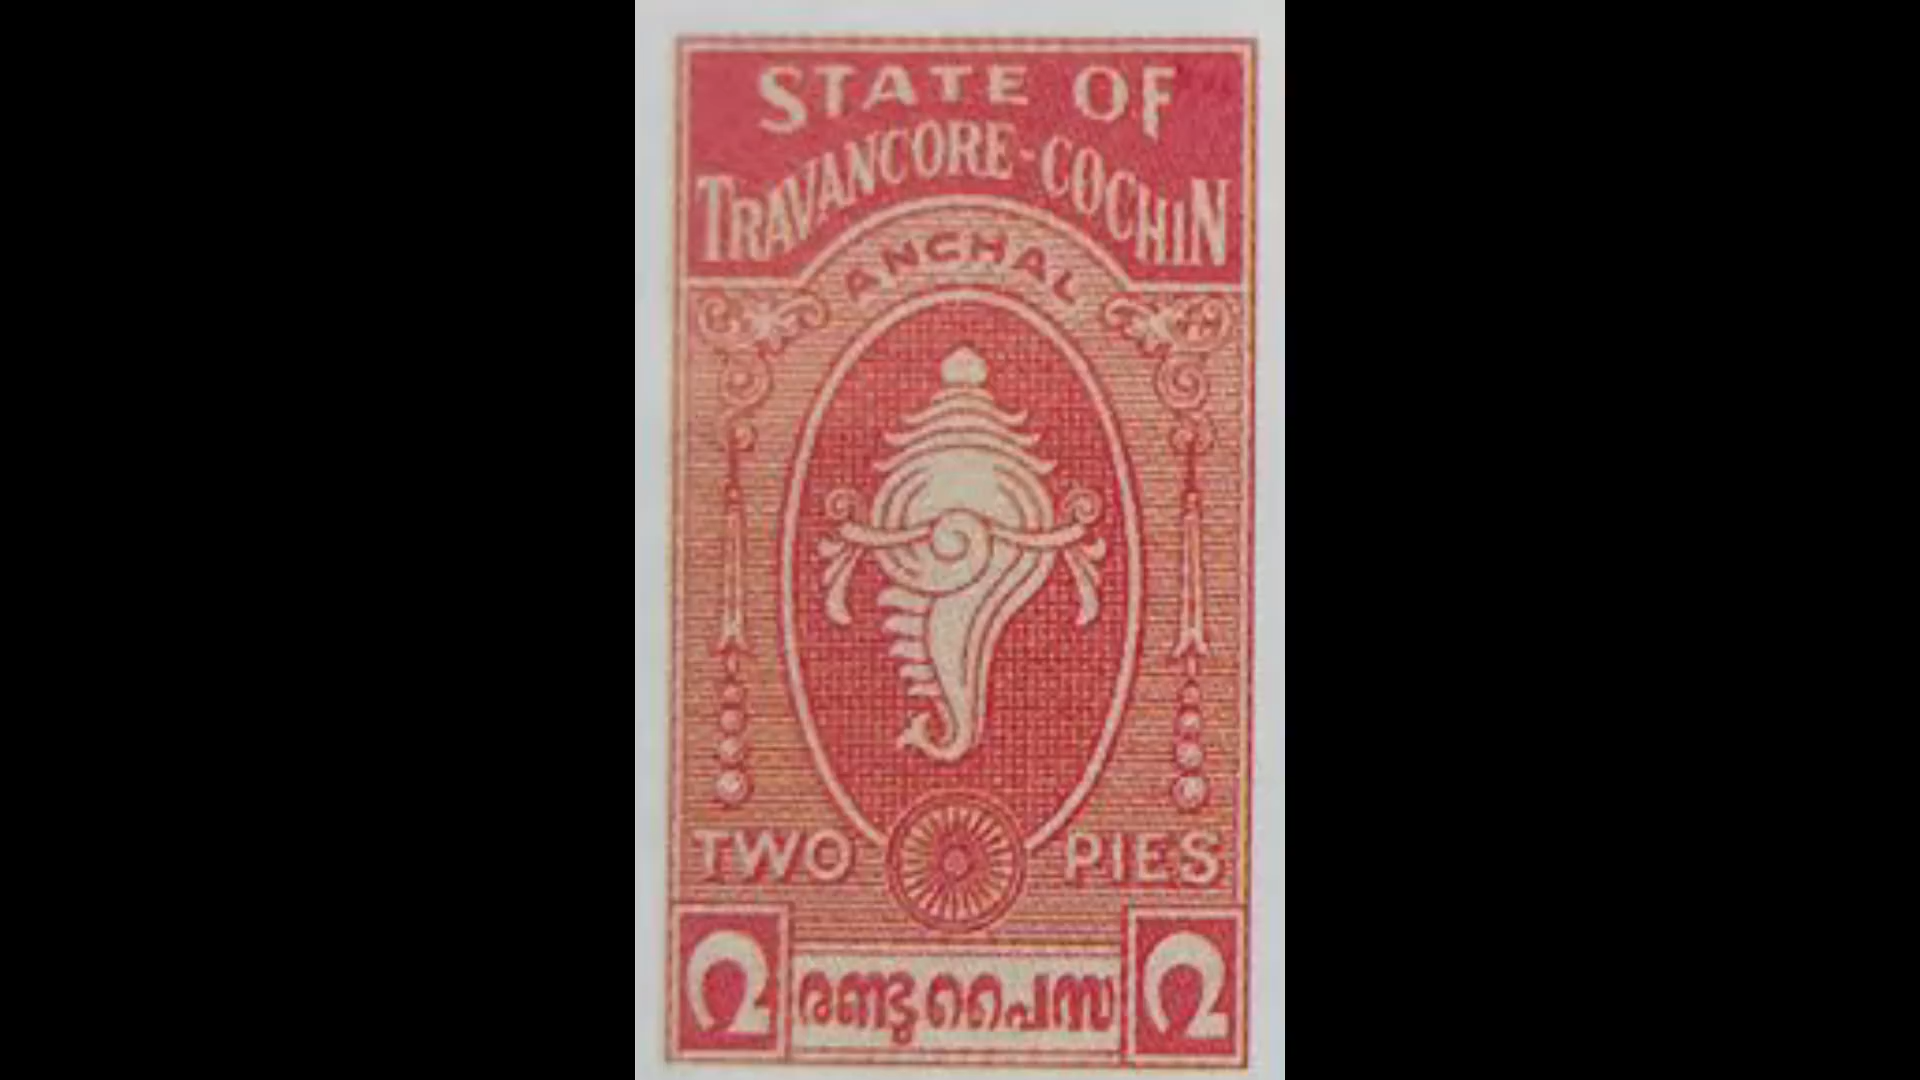 STATE OF
TRAVANCORE-COCHIN
ANCHAL
TWO PIES
൨ രണ്ടു പൈസ ൨